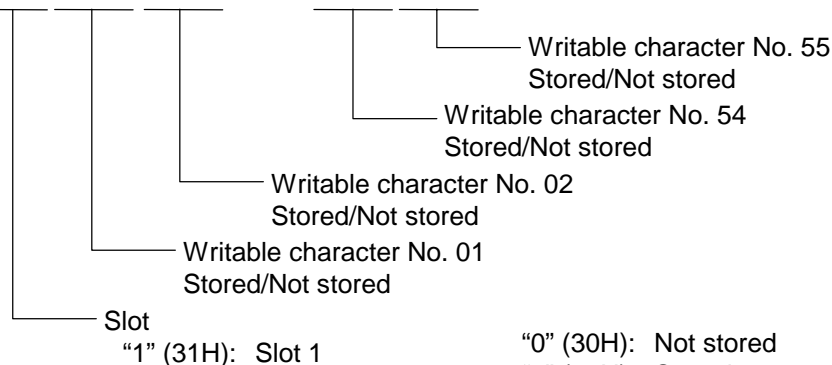 Writable character No. 55
Stored/Not stored
Writable character No. 54
Stored/Not stored
Writable character No. 02
Stored/Not stored
Writable character No. 01
Stored/Not stored
Slot
“1” (31H): Slot 1
“0” (30H): Not stored